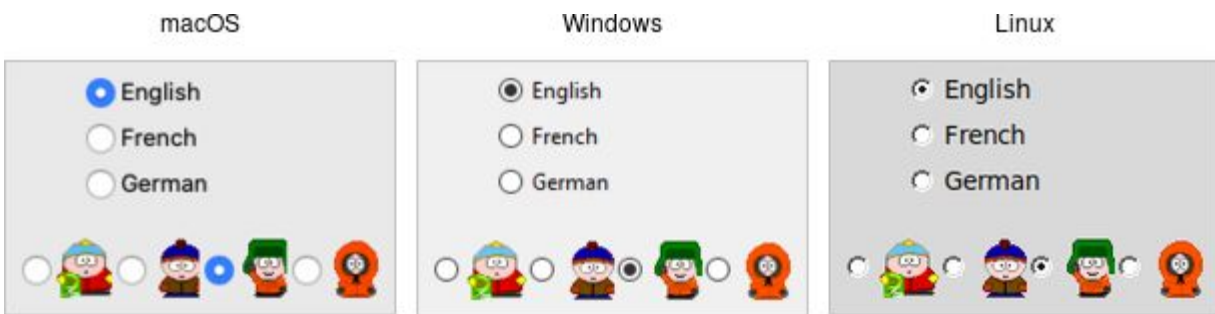 macOS
Windows
Linux
English
French
German
English
French
German
English
French
German